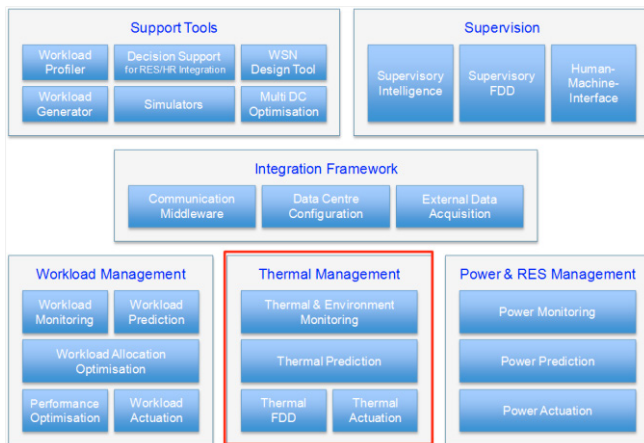 Support Tools
Workload
Profiler
Decision Support
for RES/HR Integration
WSN
Design Tool
Workload
Generator
Simulators
Multi DC
Optimisation
Supervision
Supervisory
Intelligence
Supervisory
FDD
Human-
Machine-
Interface
Integration Framework
Communication
Middleware
Data Centre
Configuration
External Data
Acquisition
Workload Management
Workload
Monitoring
Workload
Prediction
Workload Allocation
Optimisation
Performance
Optimisation
Workload
Actuation
Thermal Management
Thermal & Environment
Monitoring
Thermal Prediction
Thermal
FDD
Thermal
Actuation
Power & RES Management
Power Monitoring
Power Prediction
Power Actuation